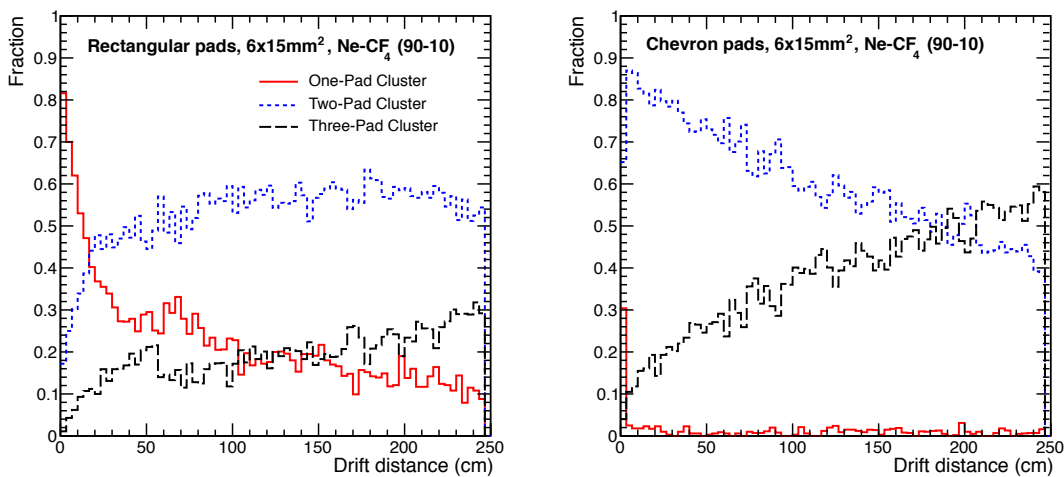 Fraction
1
0.9
0.8
0.7
0.6
0.5
0.4
0.3
0.2
0.1
0
Rectangular pads, 6x15mm², Ne-CF₄ (90-10)
One-Pad Cluster
Two-Pad Cluster
Three-Pad Cluster
0 50 100 150 200 250
Drift distance (cm)
Fraction
1
0.9
0.8
0.7
0.6
0.5
0.4
0.3
0.2
0.1
0
Chevron pads, 6x15mm², Ne-CF₄ (90-10)
0 50 100 150 200 250
Drift distance (cm)